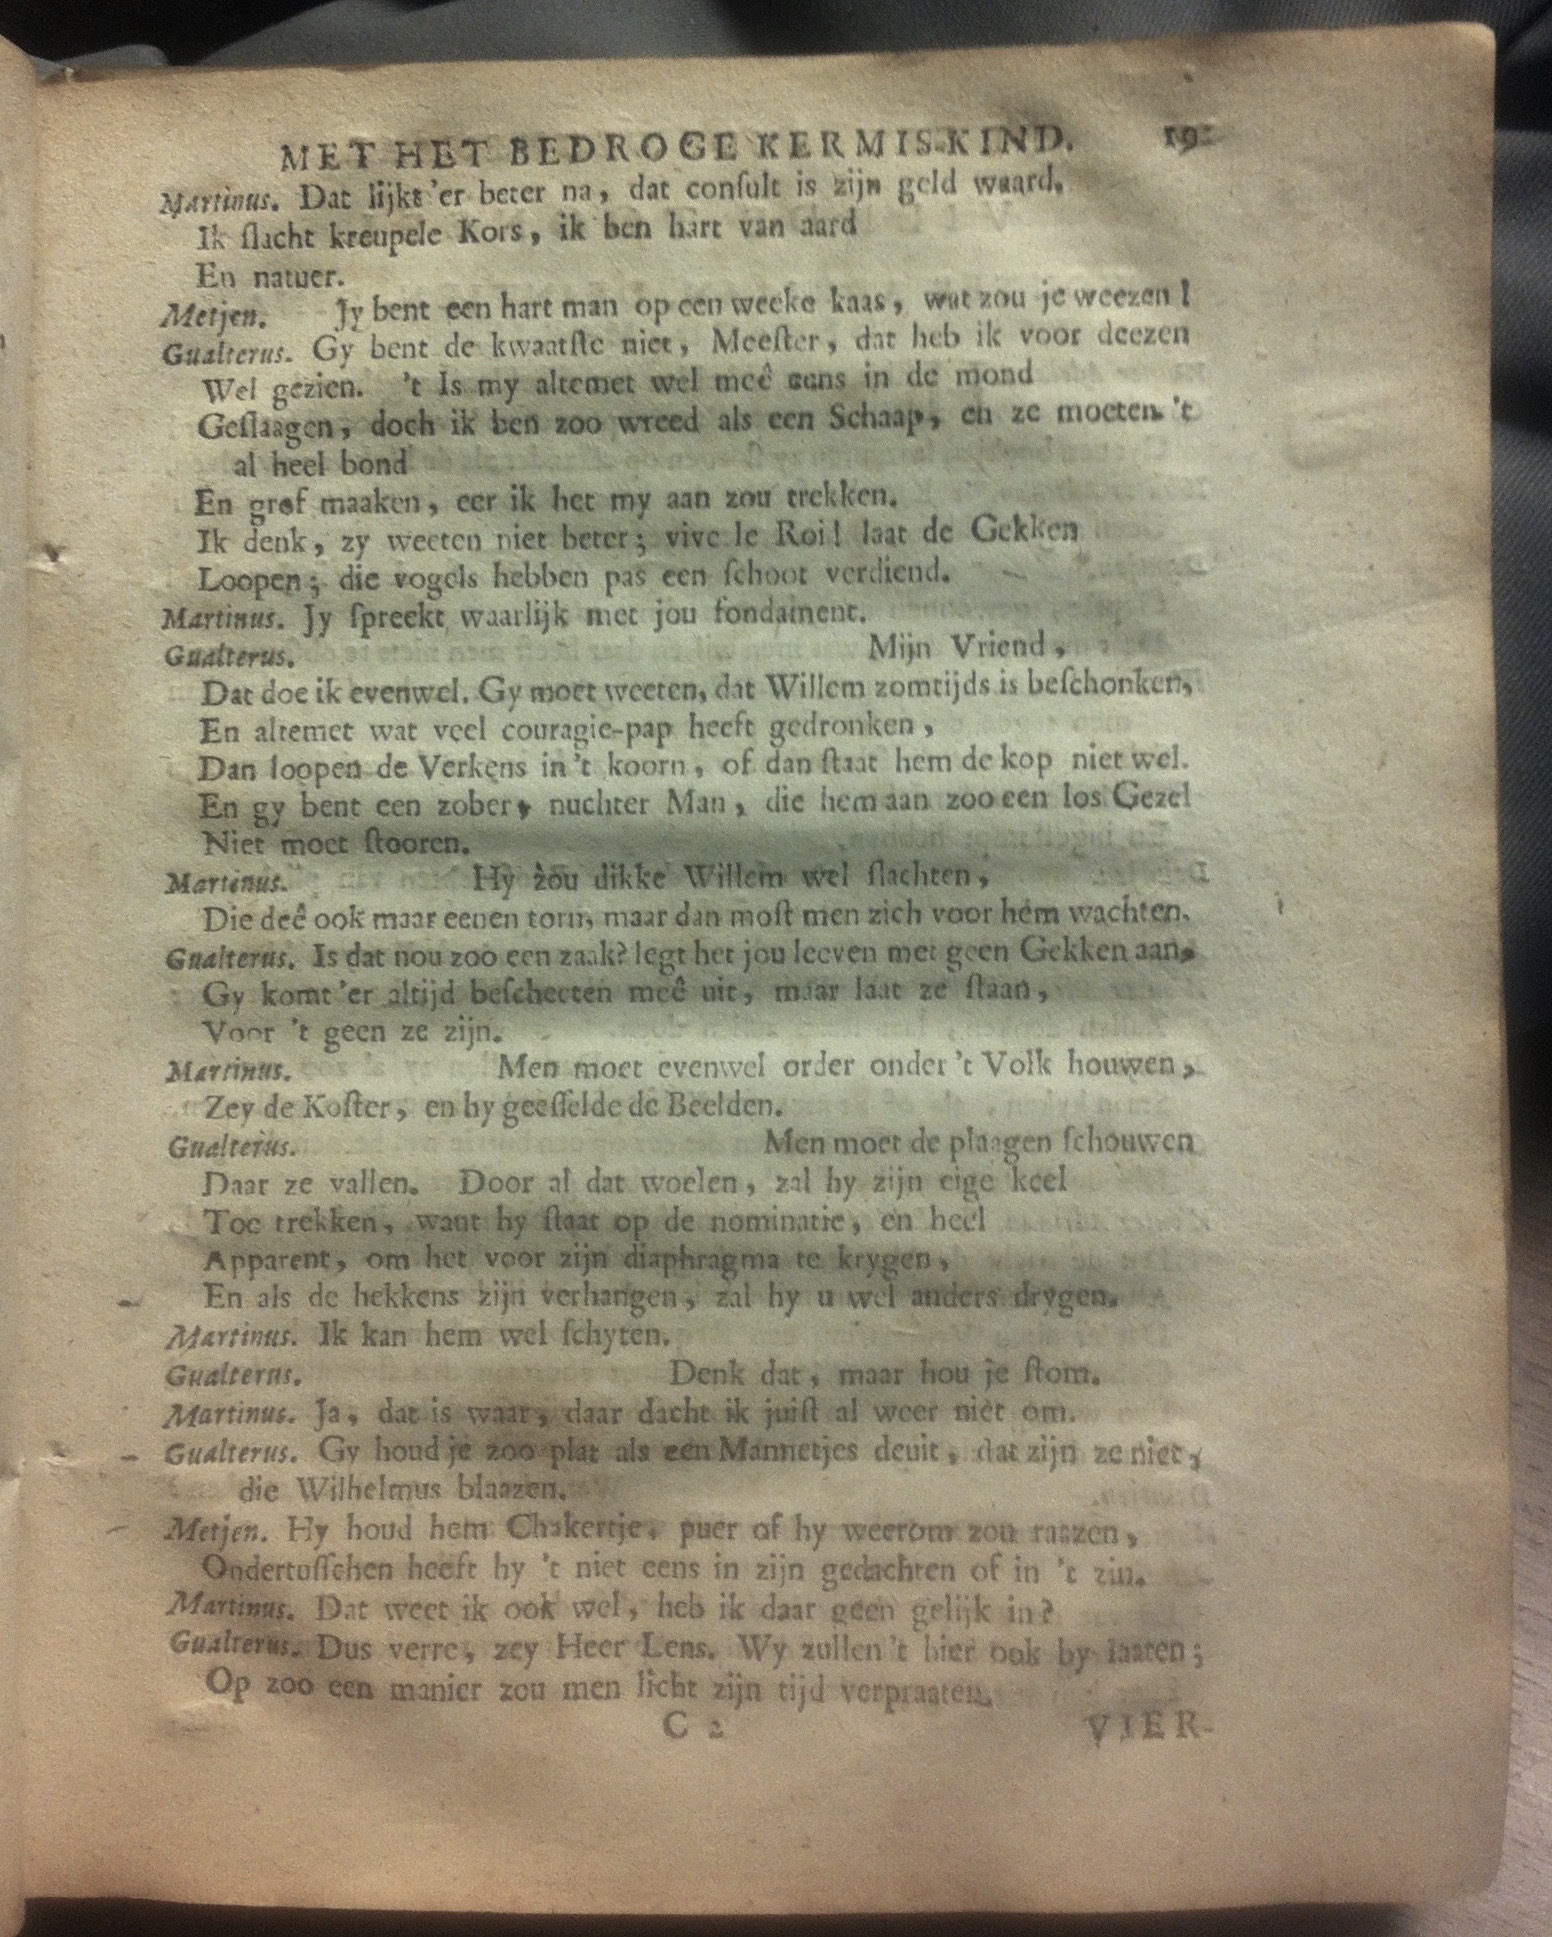 MET HET BEDROGE KERMIS-KIND. 19
Martinus. Dat lijkt 'er beter na, dat conſult is zijn geld waard.
Ik ſlacht kreupele Kors, ik ben hart van aard
En natuer.
Metjen. Jy bent een hart man op een weeke kaas, wat zou je weezen!
Gualterus. Gy bent de kwaatſte niet, Meeſter, dat heb ik voor deezen
Wel gezien. 't Is my altemet wel meê eens in de mond
Geſlaagen, doch ik ben zoo wreed als een Schaap, en ze moeten 't
al heel bond
En grof maaken, eer ik het my aan zou trekken.
Ik denk, zy weeten niet beter; vive le Roi! laat de Gekken
Loopen; die vogels hebben pas een ſchoot verdiend.
Martinus. Jy ſpreekt waarlijk met jou fondament.
Gualterus. Mijn Vriend,
Dat doe ik evenwel. Gy moet weeten, dat Willem zomtijds is beſchonken,
En altemet wat veel couragie-pap heeft gedronken,
Dan loopen de Verkens in 't koorn, of dan ſtaat hem de kop niet wel.
En gy bent een zober, nuchter Man, die hem aan zoo een los Gezel
Niet moet ſtooren.
Martinus. Hy zou dikke Willem wel ſlachten,
Die deê ook maar eenen torn, maar dan moſt men zich voor hem wachten.
Gualterus. Is dat nou zoo een zaak? legt het jou leeven met geen Gekken aan,
Gy komt 'er altijd beſcheeten meê uit, maar laat ze ſtaan,
Voor 't geen ze zijn.
Martinus. Men moet evenwel order onder 't Volk houwen,
Zey de Koſter, en hy geeſſelde de Beelden.
Gualterus. Men moet de plaagen ſchouwen
Daar ze vallen. Door al dat woelen, zal hy zijn eige keel
Toe trekken, want hy ſtaat op de nominatie, en heel
Apparent, om het voor zijn diaphragma te krygen,
En als de hekkens zijn verhangen, zal hy u wel anders drygen.
Martinus. Ik kan hem wel ſchyten.
Gualterus. Denk dat, maar hou je ſtom.
Martinus. Ja, dat is waar, daar dacht ik juiſt al weer niet om.
Gualterus. Gy houd je zoo plat als een Mannetjes deuit, dat zijn ze niet,
die Wilhelmus blaazen.
Metjen. Hy houd hem Chakertje, puer of hy weerom zou raazen,
Ondertuſſchen heeft hy 't niet eens in zijn gedachten of in 't zin.
Martinus. Dat weet ik ook wel, heb ik daar geen gelijk in?
Gualterus. Dus verre, zey Heer Lens. Wy zullen 't hier ook by laaten;
Op zoo een manier zou men licht zijn tijd verpraaten.
C 2 VIER-